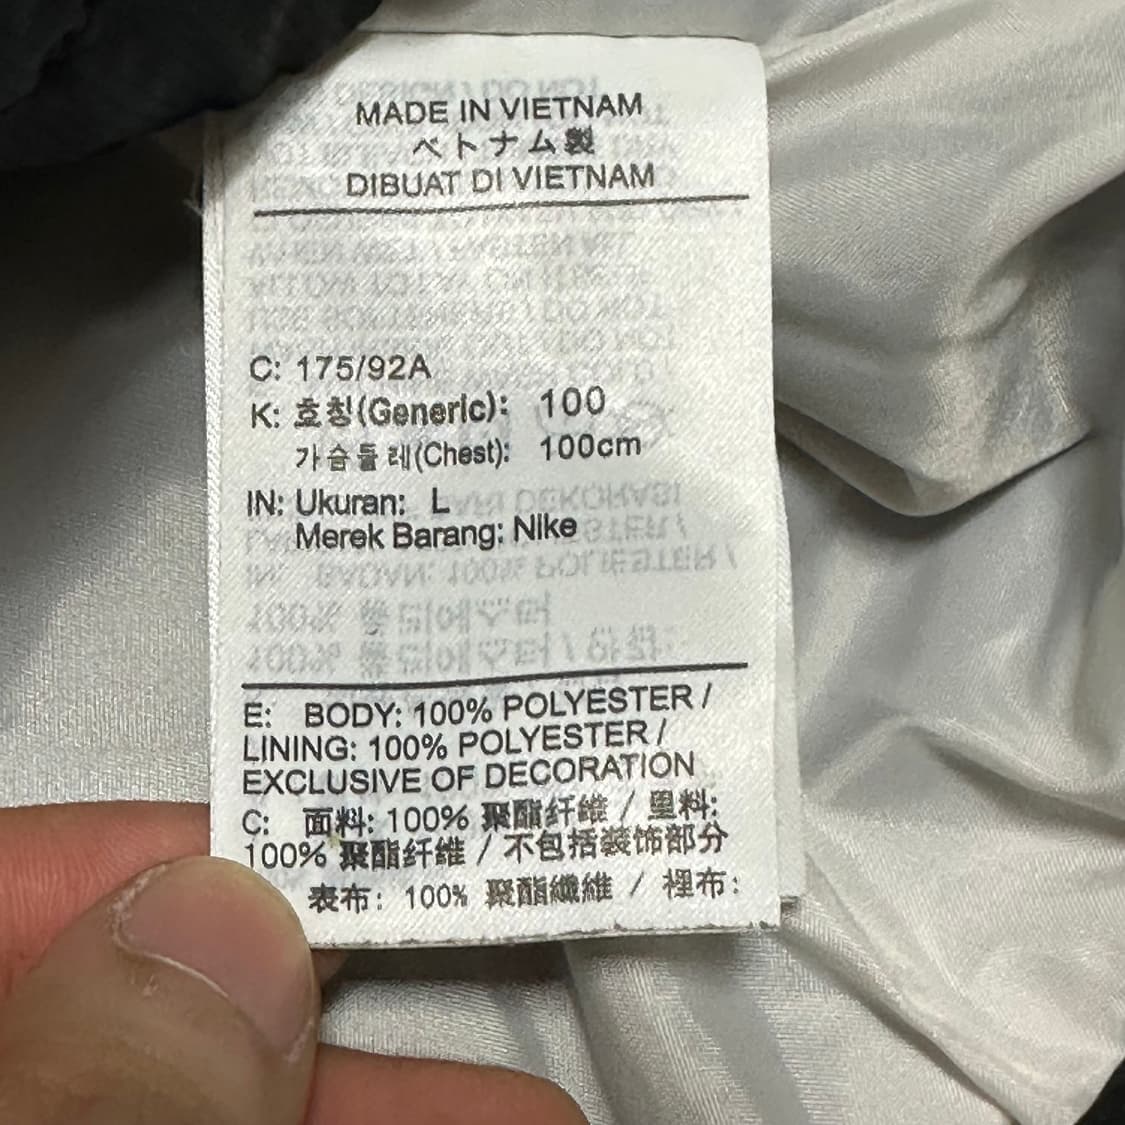 MADE IN VIETNAM
ベトナム製
DIBUAT DI VIETNAM
C: 175/92A
K: 호칭(Generic): 100
가슴둘레(Chest): 100cm
IN: Ukuran: L
Merek Barang: Nike
E: BODY: 100% POLYESTER /
LINING: 100% POLYESTER /
EXCLUSIVE OF DECORATION
C: 面料: 100% 聚酯纤维 / 里料:
100% 聚酯纤维 / 不包括装饰部分
表布: 100% 聚酯纖維 / 裡布: